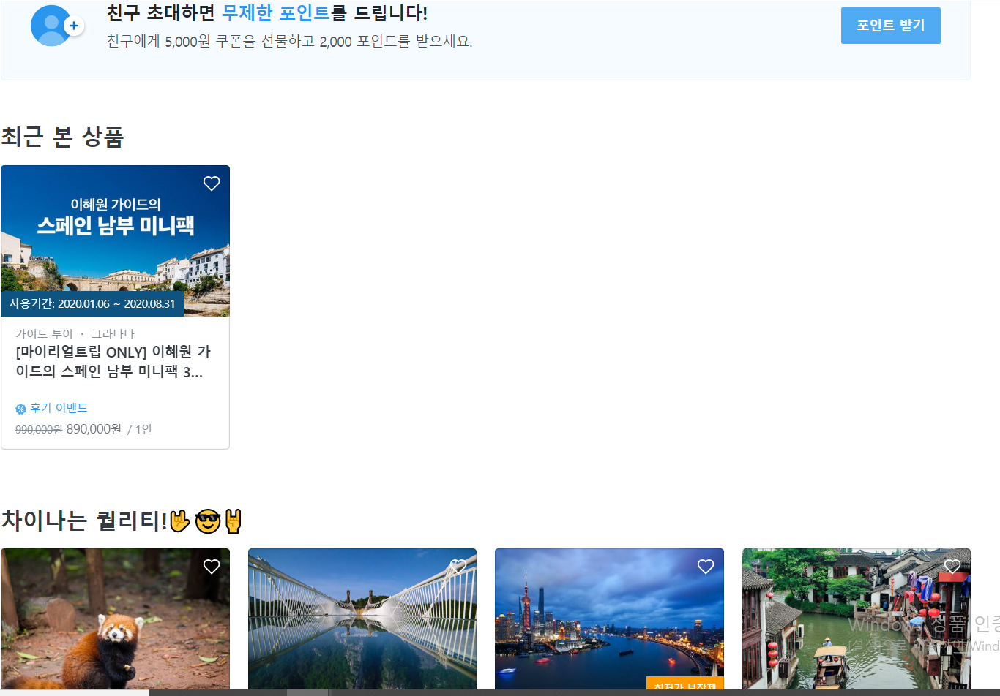 친구 초대하면 무제한 포인트를 드립니다!
친구에게 5,000원 쿠폰을 선물하고 2,000 포인트를 받으세요.
포인트 받기
최근 본 상품
이혜원 가이드의
스페인 남부 미니팩
사용기간: 2020.01.06 ~ 2020.08.31
가이드 투어 · 그라나다
[마이리얼트립 ONLY] 이혜원 가
이드의 스페인 남부 미니팩 3...
후기 이벤트
990,000원 890,000원 / 1인
차이나는 퀄리티!🤟😎🤘
최저가 보장제
Windows 정품 인증